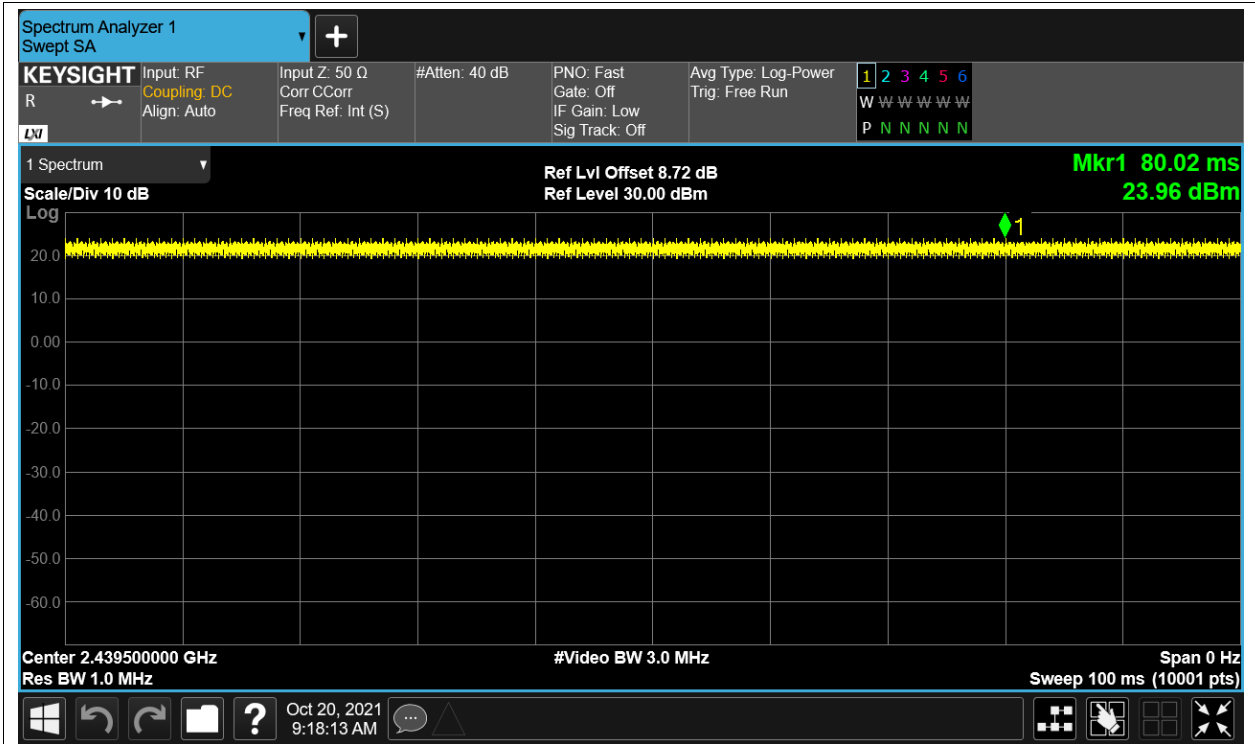 Spectrum Analyzer 1
Swept SA
KEYSIGHT
R
LXI
Input: RF
Coupling: DC
Align: Auto
Input Z: 50 Ω
Corr CCorr
Freq Ref: Int (S)
#Atten: 40 dB
PNO: Fast
Gate: Off
IF Gain: Low
Sig Track: Off
Avg Type: Log-Power
Trig: Free Run
1 2 3 4 5 6
W W W W W W
P N N N N N
1 Spectrum
Scale/Div 10 dB
Log
Ref Lvl Offset 8.72 dB
Ref Level 30.00 dBm
Mkr1 80.02 ms
23.96 dBm
1
20.0
10.0
0.00
-10.0
-20.0
-30.0
-40.0
-50.0
-60.0
Center 2.439500000 GHz
Res BW 1.0 MHz
#Video BW 3.0 MHz
Span 0 Hz
Sweep 100 ms (10001 pts)
?
Oct 20, 2021
9:18:13 AM